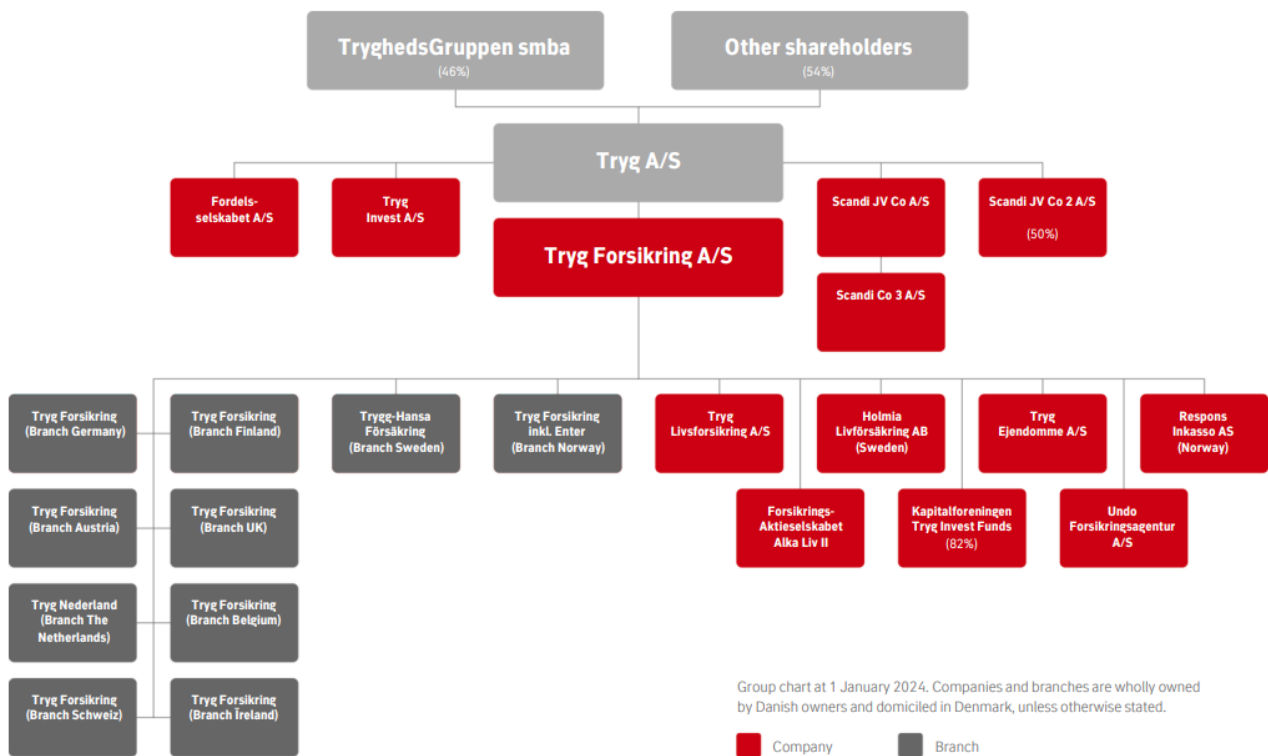 TryghedsGruppen smba
(46%)
Other shareholders
(54%)
Tryg A/S
Fordels-
selskabet A/S
Tryg
Invest A/S
Scandi JV Co A/S
Scandi JV Co 2 A/S
(50%)
Tryg Forsikring A/S
Scandi Co 3 A/S
Tryg Forsikring
(Branch Germany)
Tryg Forsikring
(Branch Finland)
Trygg-Hansa
Försäkring
(Branch Sweden)
Tryg Forsikring
inkl. Enter
(Branch Norway)
Tryg
Livsforsikring A/S
Holmia
Livförsäkring AB
(Sweden)
Tryg
Ejendomme A/S
Respons
Inkasso AS
(Norway)
Tryg Forsikring
(Branch Austria)
Tryg Forsikring
(Branch UK)
Forsikrings-
Aktieselskabet
Alka Liv II
Kapitalforeningen
Tryg Invest Funds
(82%)
Undo
Forsikringsagentur
A/S
Tryg Nederland
(Branch The
Netherlands)
Tryg Forsikring
(Branch Belgium)
Tryg Forsikring
(Branch Schweiz)
Tryg Forsikring
(Branch Ïreland)
Group chart at 1 January 2024. Companies and branches are wholly owned
by Danish owners and domiciled in Denmark, unless otherwise stated.
Company
Branch